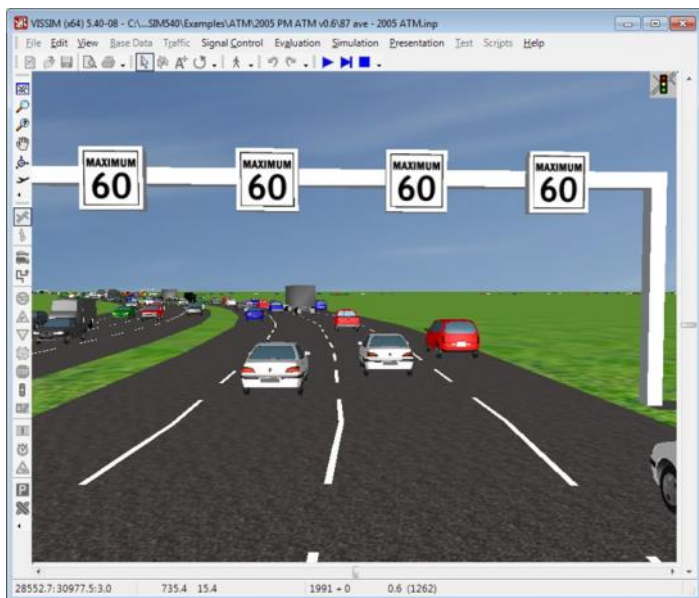 VISSIM (x64) 5.40-08 - C:\...SIM540\Examples\ATM\2005 PM ATM v0.6\87 ave - 2005 ATM.inp
File Edit View Base Data Traffic Signal Control Evaluation Simulation Presentation Test Scripts Help
MAXIMUM 60
MAXIMUM 60
MAXIMUM 60
MAXIMUM 60
28552.7:30977.5:3.0 735.4 15.4 1991 + 0 0.6 (1262)